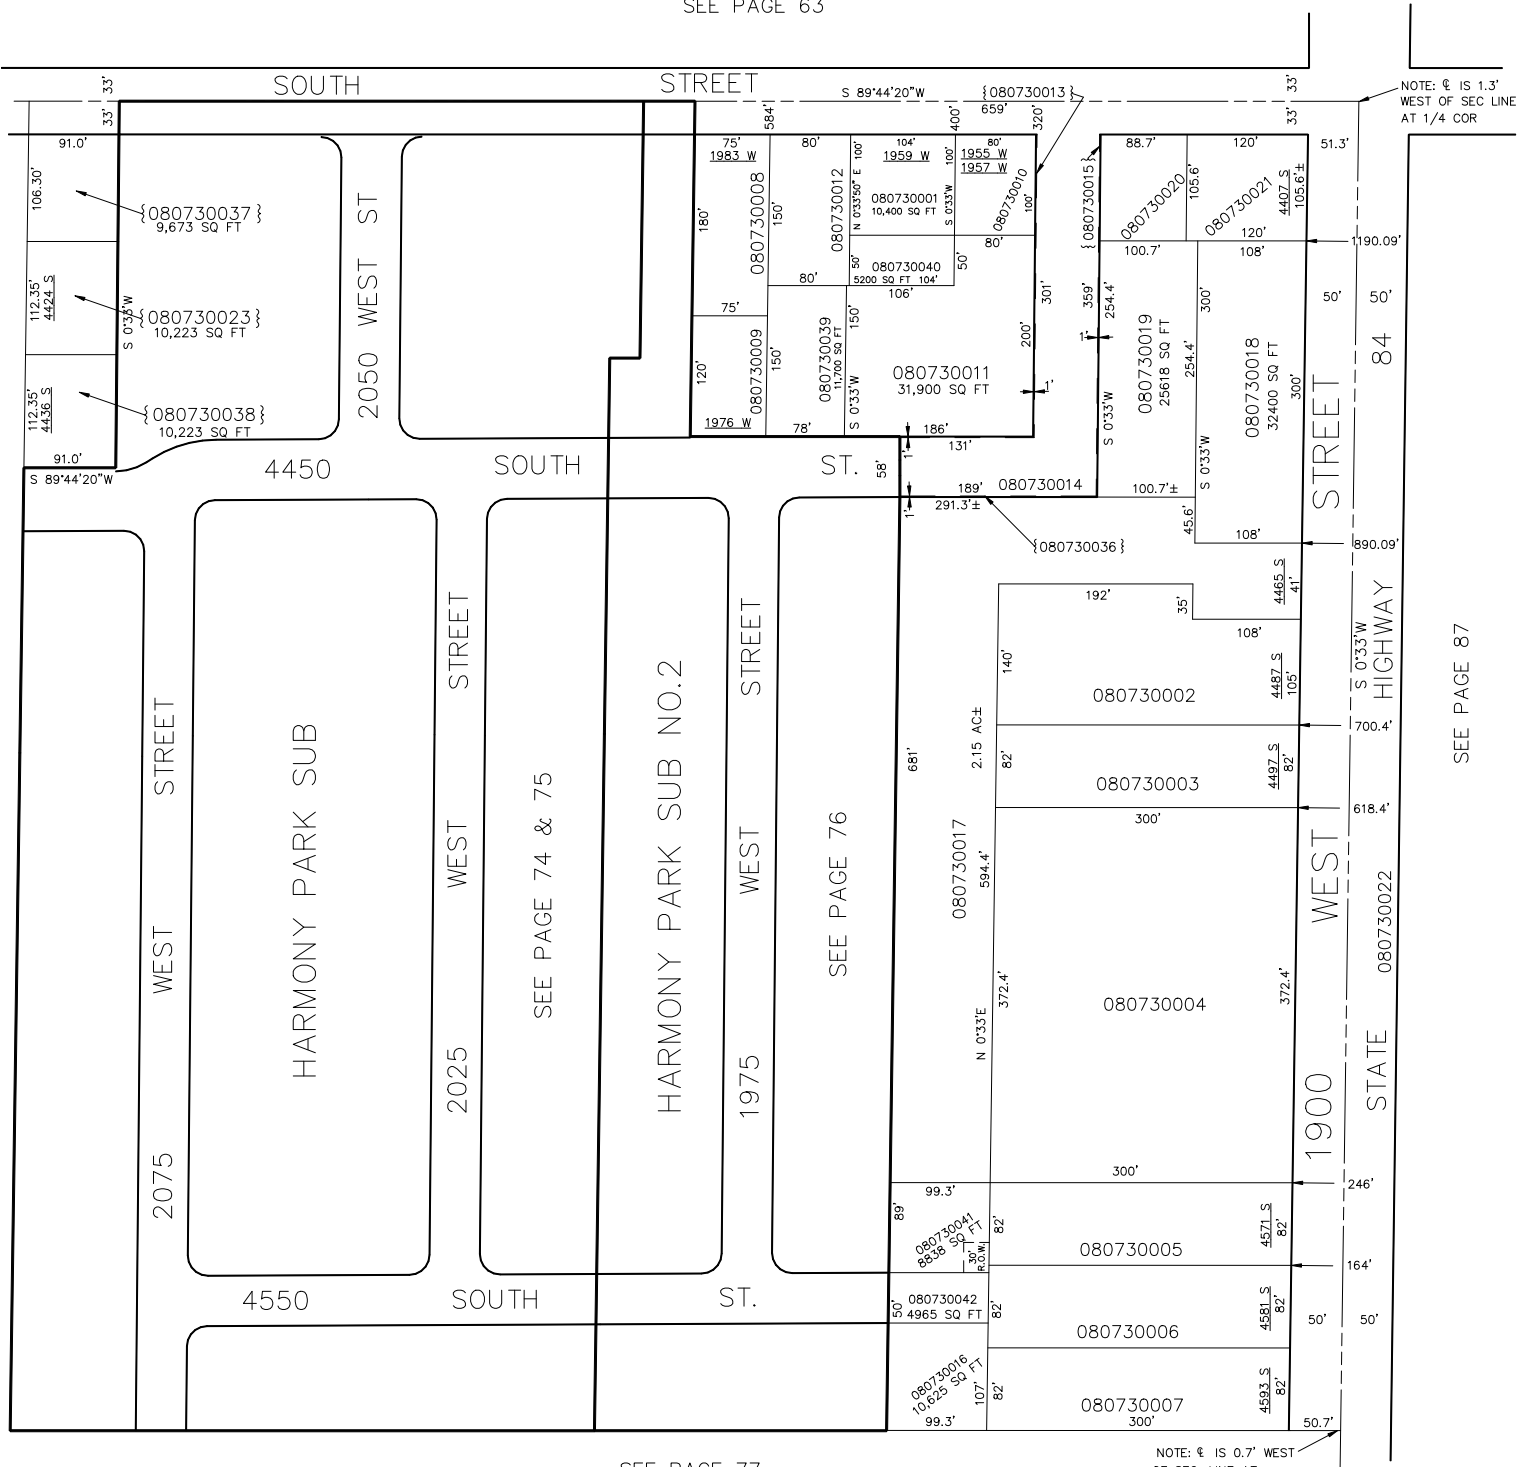 SEE PAGE 63
SOUTH STREET
S 89°44'20"W
{080730013}
659'
33'
33'
33'
33'
NOTE: ℄ IS 1.3'
WEST OF SEC LINE
AT 1/4 COR
584'
400'
320'
91.0'
106.30'
{080730037}
9,673 SQ FT
112.35'
4424 S
{080730023}
10,223 SQ FT
S 0°33'W
112.35'
4436 S
{080730038}
10,223 SQ FT
91.0'
S 89°44'20"W
2050 WEST ST
75'
1983 W
180'
080730008
75'
120'
080730009
1976 W
80'
150'
080730012
80'
150'
080730039
11,700 SQ FT
78'
N 0°33'50" E 100'
104'
1959 W
080730001
10,400 SQ FT
S 0°33'W 100'
80'
1955 W
1957 W
080730010
100'
80'
50'
080730040
5200 SQ FT 104'
50'
106'
150'
S 0°33'W
080730011
31,900 SQ FT
200'
301'
1'
186'
131'
1'
58'
189'
080730014
291.3'±
1'
{080730036}
{080730015}
359'
254.4'
1'
S 0°33'W
88.7'
080730020
105.6'
120'
080730021
4407 S
105.6'±
120'
51.3'
1190.09'
100.7'
080730019
25618 SQ FT
254.4'
100.7'±
108'
300'
080730018
32400 SQ FT
300'
S 0°33'W
45.6'
108'
890.09'
50'
50'
84
4450 SOUTH ST.
192'
35'
4465 S
41'
108'
140'
080730002
4487 S
105'
700.4'
82'
080730003
4497 S
82'
618.4'
300'
S 0°33'W
HIGHWAY
STREET
WEST
1900
STATE
080730022
SEE PAGE 87
681'
2.15 AC±
080730017
594.4'
N 0°33'E
372.4'
080730004
372.4'
2075 WEST STREET
HARMONY PARK SUB
2025 WEST STREET
SEE PAGE 74 & 75
HARMONY PARK SUB NO.2
1975 WEST STREET
SEE PAGE 76
300'
246'
99.3'
89'
080730041
8838 SQ FT
30'
R.O.W.
82'
080730005
4571 S
82'
164'
4550 SOUTH ST.
50'
080730042
4965 SQ FT
82'
080730006
4581 S
82'
50'
50'
080730016
10,625 SQ FT
107'
82'
99.3'
080730007
300'
4593 S
82'
50.7'
NOTE: ℄ IS 0.7' WEST
SEE PAGE 77